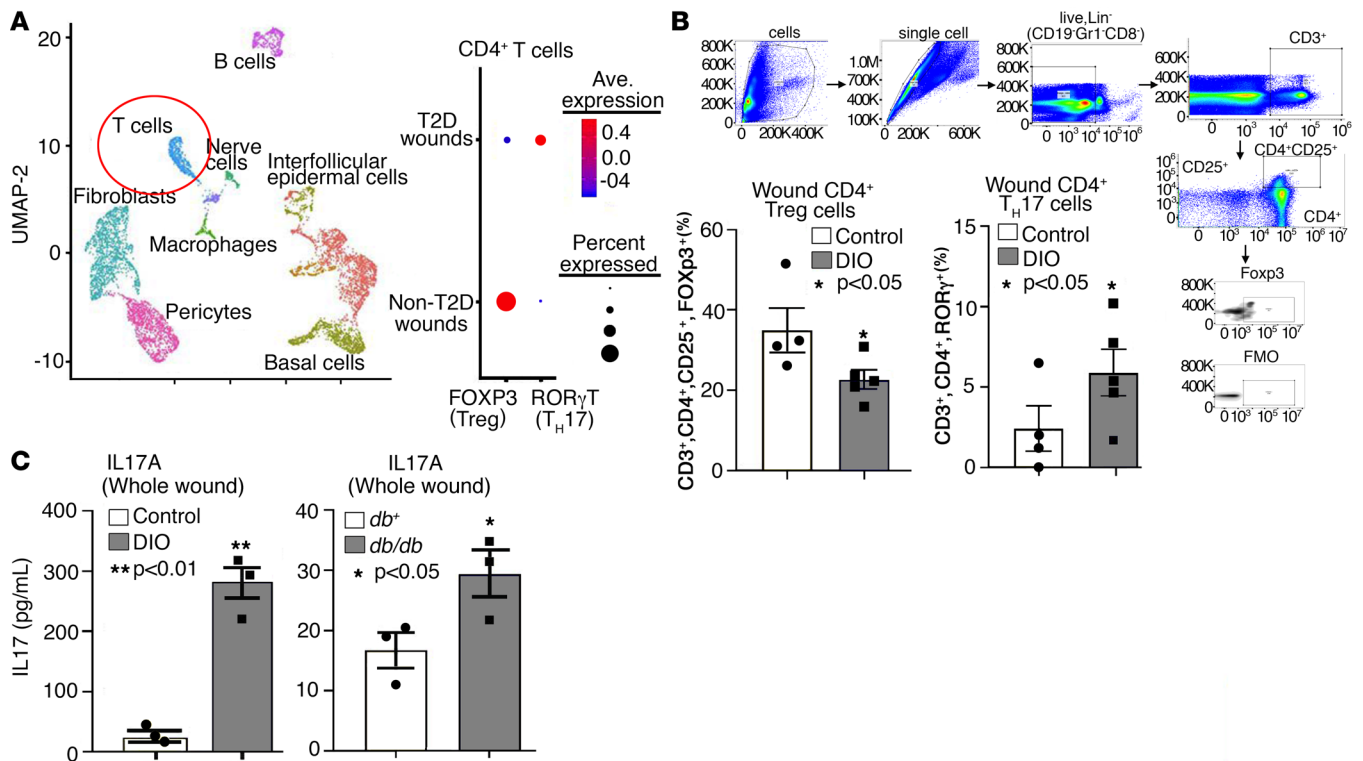 A
20
10
0
-10
UMAP-2
B cells
T cells
Nerve
cells
Interfollicular
epidermal cells
Fibroblasts
Macrophages
Pericytes
Basal cells
CD4⁺ T cells
T2D
wounds
Non-T2D
wounds
FOXP3
(Treg)
RORγT
(TH17)
Ave.
expression
0.4
0.0
-04
Percent
expressed
B
cells
800K
600K
400K
200K
0
0
200K 400K
single cell
1.0M
700K
400K
100K
200K
600K
live,Lin⁻
(CD19⁻Gr1⁻CD8⁻)
800K
600K
400K
200K
0
0 10³ 10⁴ 10⁵ 10⁶
CD3⁺
800K
600K
400K
200K
0
0 10³ 10⁴ 10⁵ 10⁶
CD4⁺CD25⁺
CD25⁺
10⁶
10⁵
10⁴
10³
0
CD4⁺
0 10³ 10⁴ 10⁵ 10⁶ 10⁷
Foxp3
800K
400K
0
0 10³ 10⁵ 10⁷
FMO
800K
400K
0
0 10³ 10⁵ 10⁷
Wound CD4⁺
Treg cells
Control
DIO
* p<0.05
*
60
40
20
0
CD3⁺,CD4⁺,CD25⁺,FOXp3⁺(%)
Wound CD4⁺
TH17 cells
Control
DIO
* p<0.05
*
15
10
5
0
CD3⁺,CD4⁺,RORγ⁺(%)
C
IL17A
(Whole wound)
Control
DIO
**p<0.01
**
400
300
200
100
0
IL17 (pg/mL)
IL17A
(Whole wound)
db⁺
db/db
* p<0.05
*
40
30
20
10
0